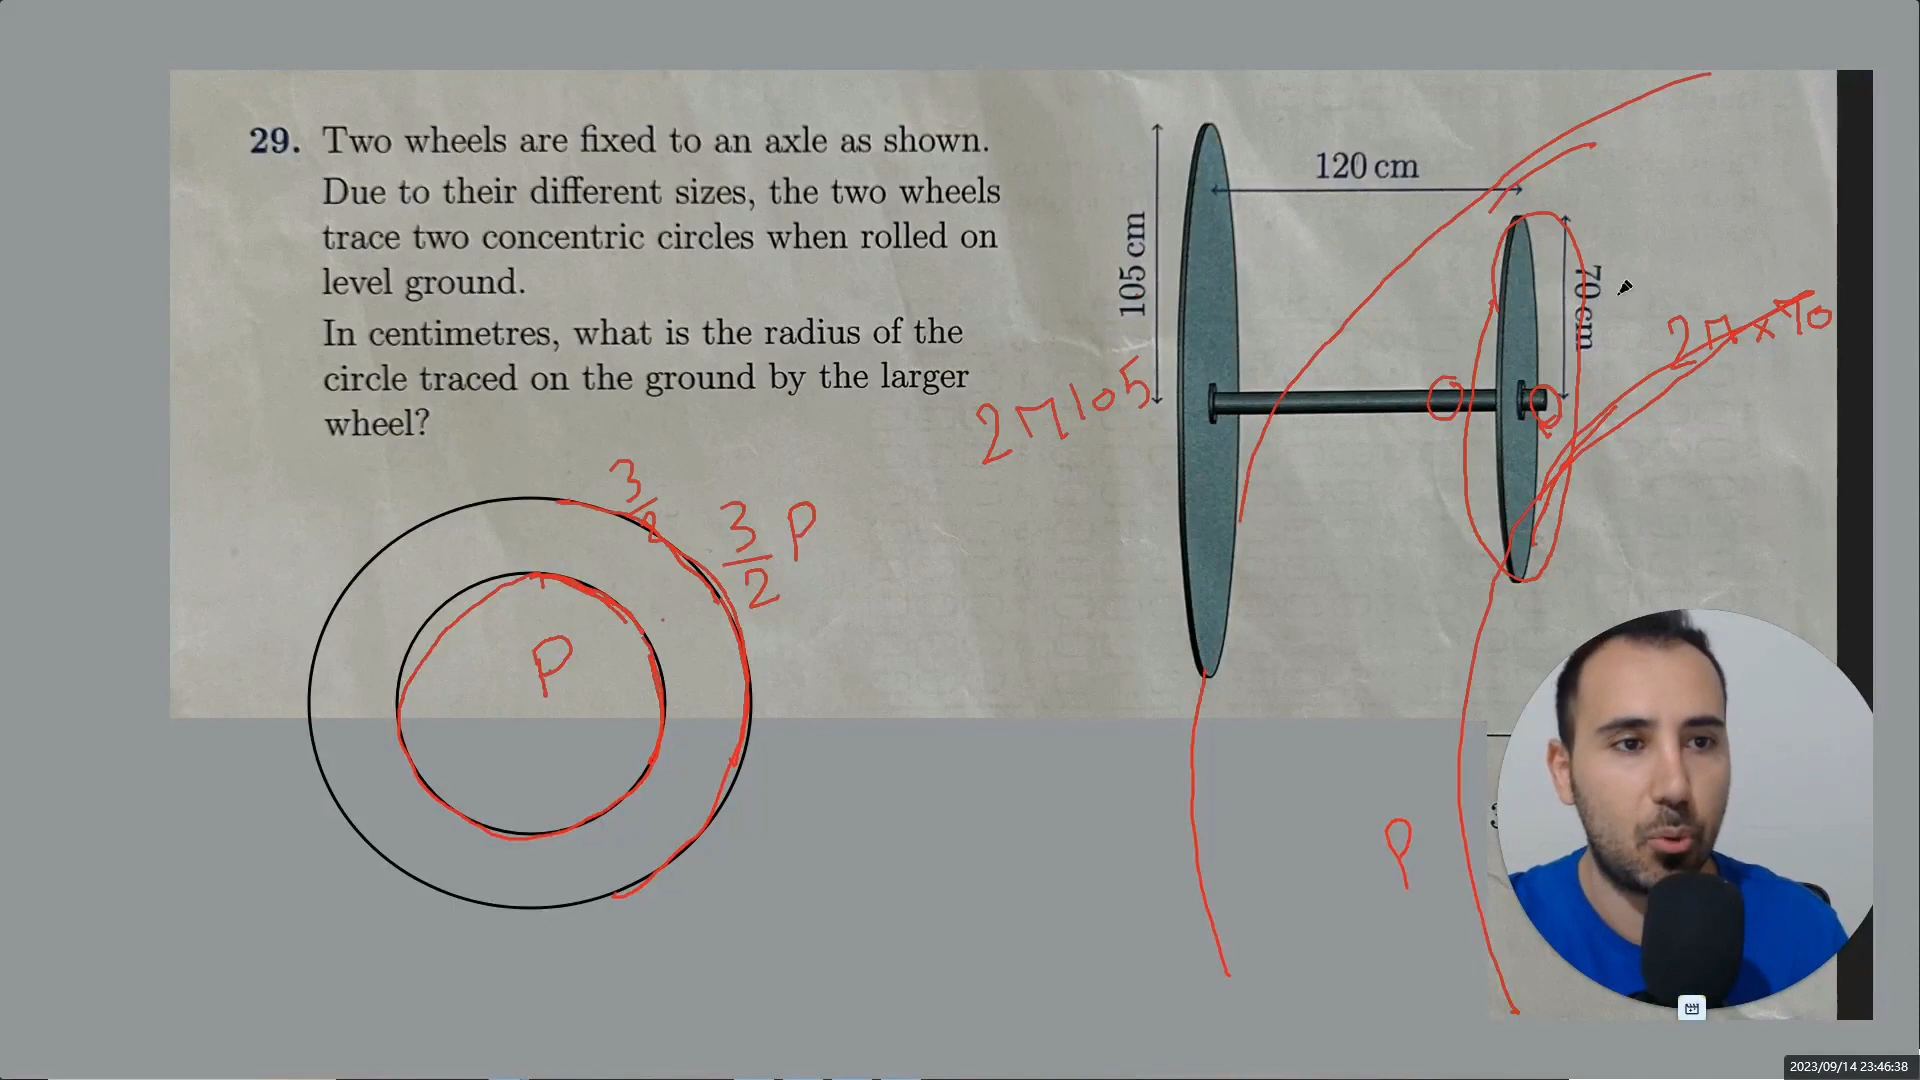 29. Two wheels are fixed to an axle as shown.
Due to their different sizes, the two wheels
trace two concentric circles when rolled on
level ground.
In centimetres, what is the radius of the
circle traced on the ground by the larger
wheel?
120 cm
105 cm
70 cm
2π105
2π x 70
3/2
3/2 P
P
P
2023/09/14 23:46:38